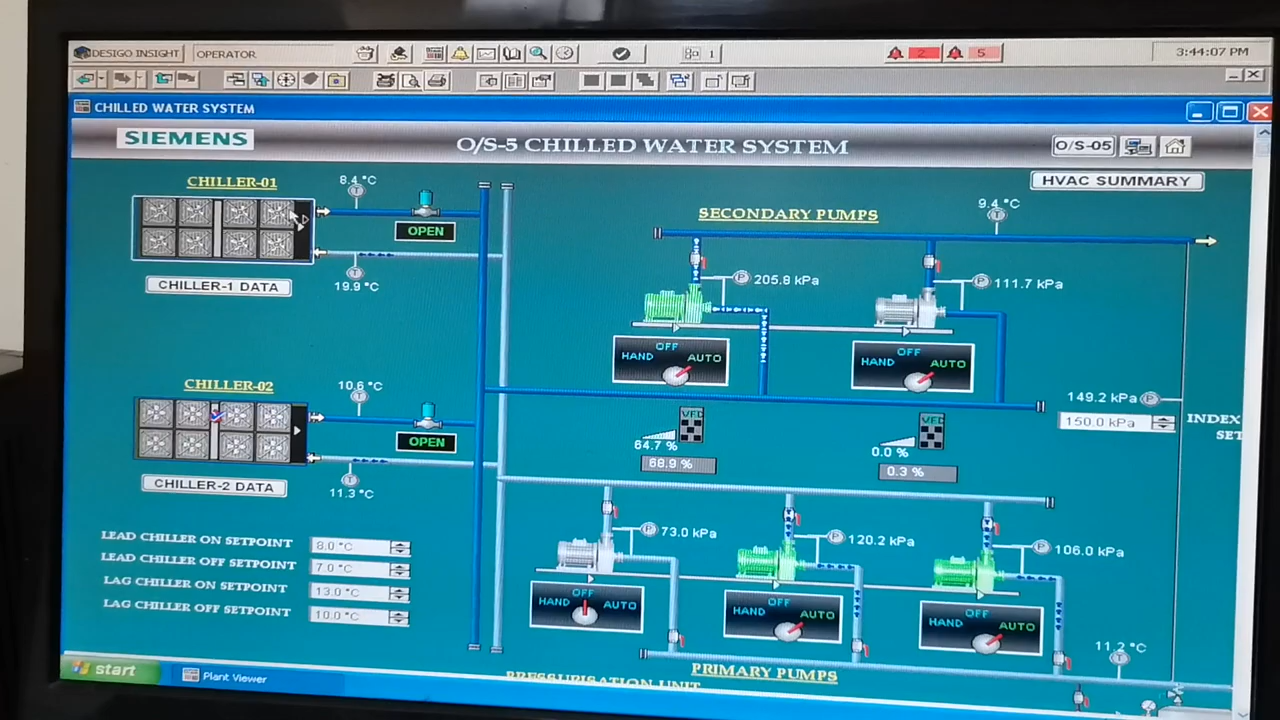 DESIGO INSIGHT OPERATOR 1 2 5 3:44:07 PM
CHILLED WATER SYSTEM
SIEMENS O/S-5 CHILLED WATER SYSTEM O/S-05
HVAC SUMMARY
CHILLER-01
8.4 °C
OPEN
19.9 °C
CHILLER-1 DATA
CHILLER-02
10.6 °C
OPEN
11.3 °C
CHILLER-2 DATA
LEAD CHILLER ON SETPOINT 8.0 °C
LEAD CHILLER OFF SETPOINT 7.0 °C
LAG CHILLER ON SETPOINT 13.0 °C
LAG CHILLER OFF SETPOINT 10.0 °C
SECONDARY PUMPS
9.4 °C
T
P 205.8 kPa
P 111.7 kPa
HAND OFF AUTO
HAND OFF AUTO
149.2 kPa P
150.0 kPa
INDEX
SET
VFD
64.7 %
68.9 %
VFD
0.0 %
0.3 %
P 73.0 kPa
P 120.2 kPa
P 106.0 kPa
HAND OFF AUTO
HAND OFF AUTO
HAND OFF AUTO
11.2 °C
T
PRIMARY PUMPS
PRESSURISATION UNIT
start Plant Viewer